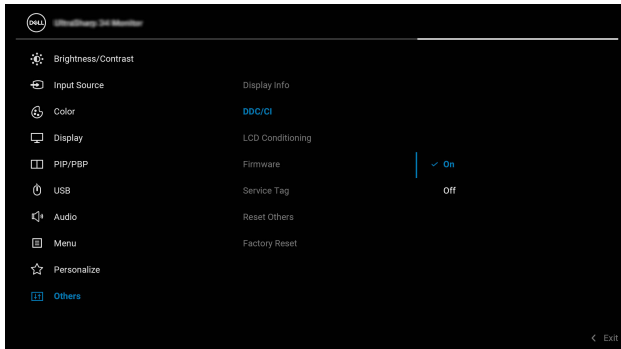 DELL
UltraSharp 34 Monitor
Brightness/Contrast
Input Source
Color
Display
PIP/PBP
USB
Audio
Menu
Personalize
Others
Display Info
DDC/CI
LCD Conditioning
Firmware
Service Tag
Reset Others
Factory Reset
On
Off
Exit